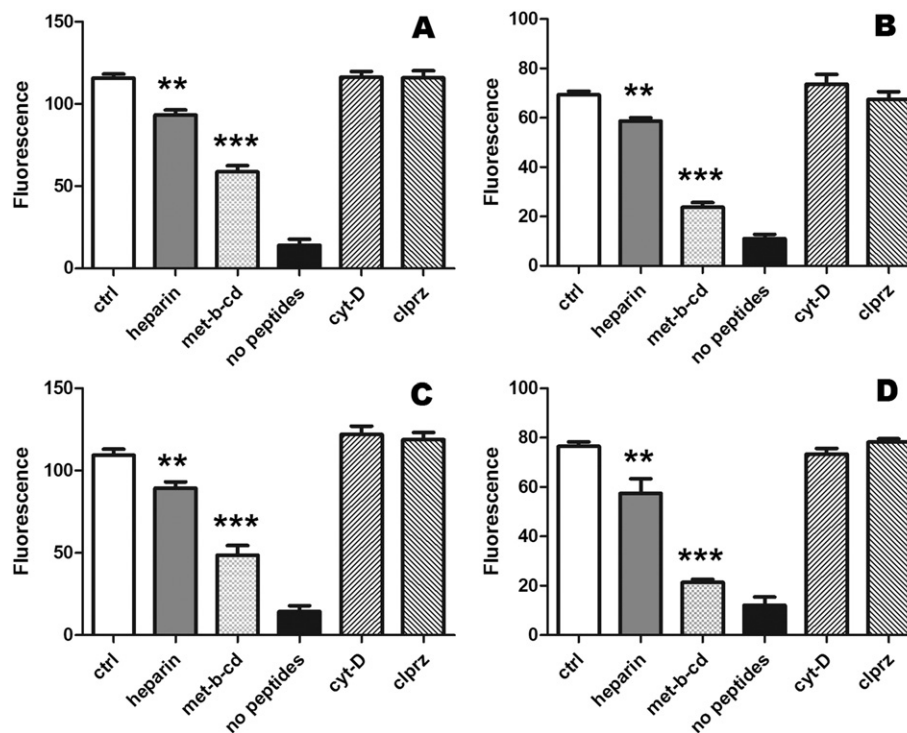 A
Fluorescence
150
100
50
0
**
***
ctrl
heparin
met-b-cd
no peptides
cyt-D
clprz
B
Fluorescence
100
80
60
40
20
0
**
***
ctrl
heparin
met-b-cd
no peptides
cyt-D
clprz
C
Fluorescence
150
100
50
0
**
***
ctrl
heparin
met-b-cd
no peptides
cyt-D
clprz
D
Fluorescence
100
80
60
40
20
0
**
***
ctrl
heparin
met-b-cd
no peptides
cyt-D
clprz